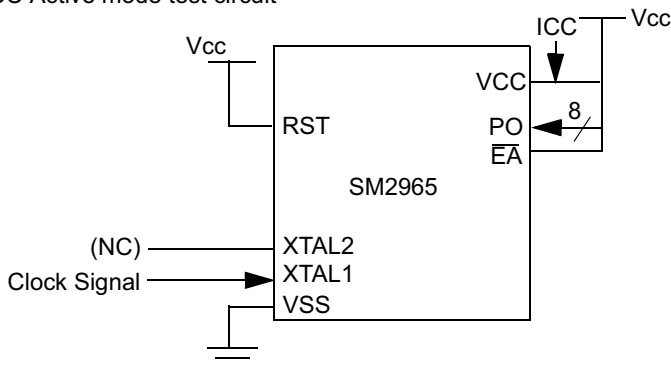 Active mode test circuit
Vcc
ICC
Vcc
VCC
RST
PO
8
EA
SM2965
(NC)
XTAL2
Clock Signal
XTAL1
VSS